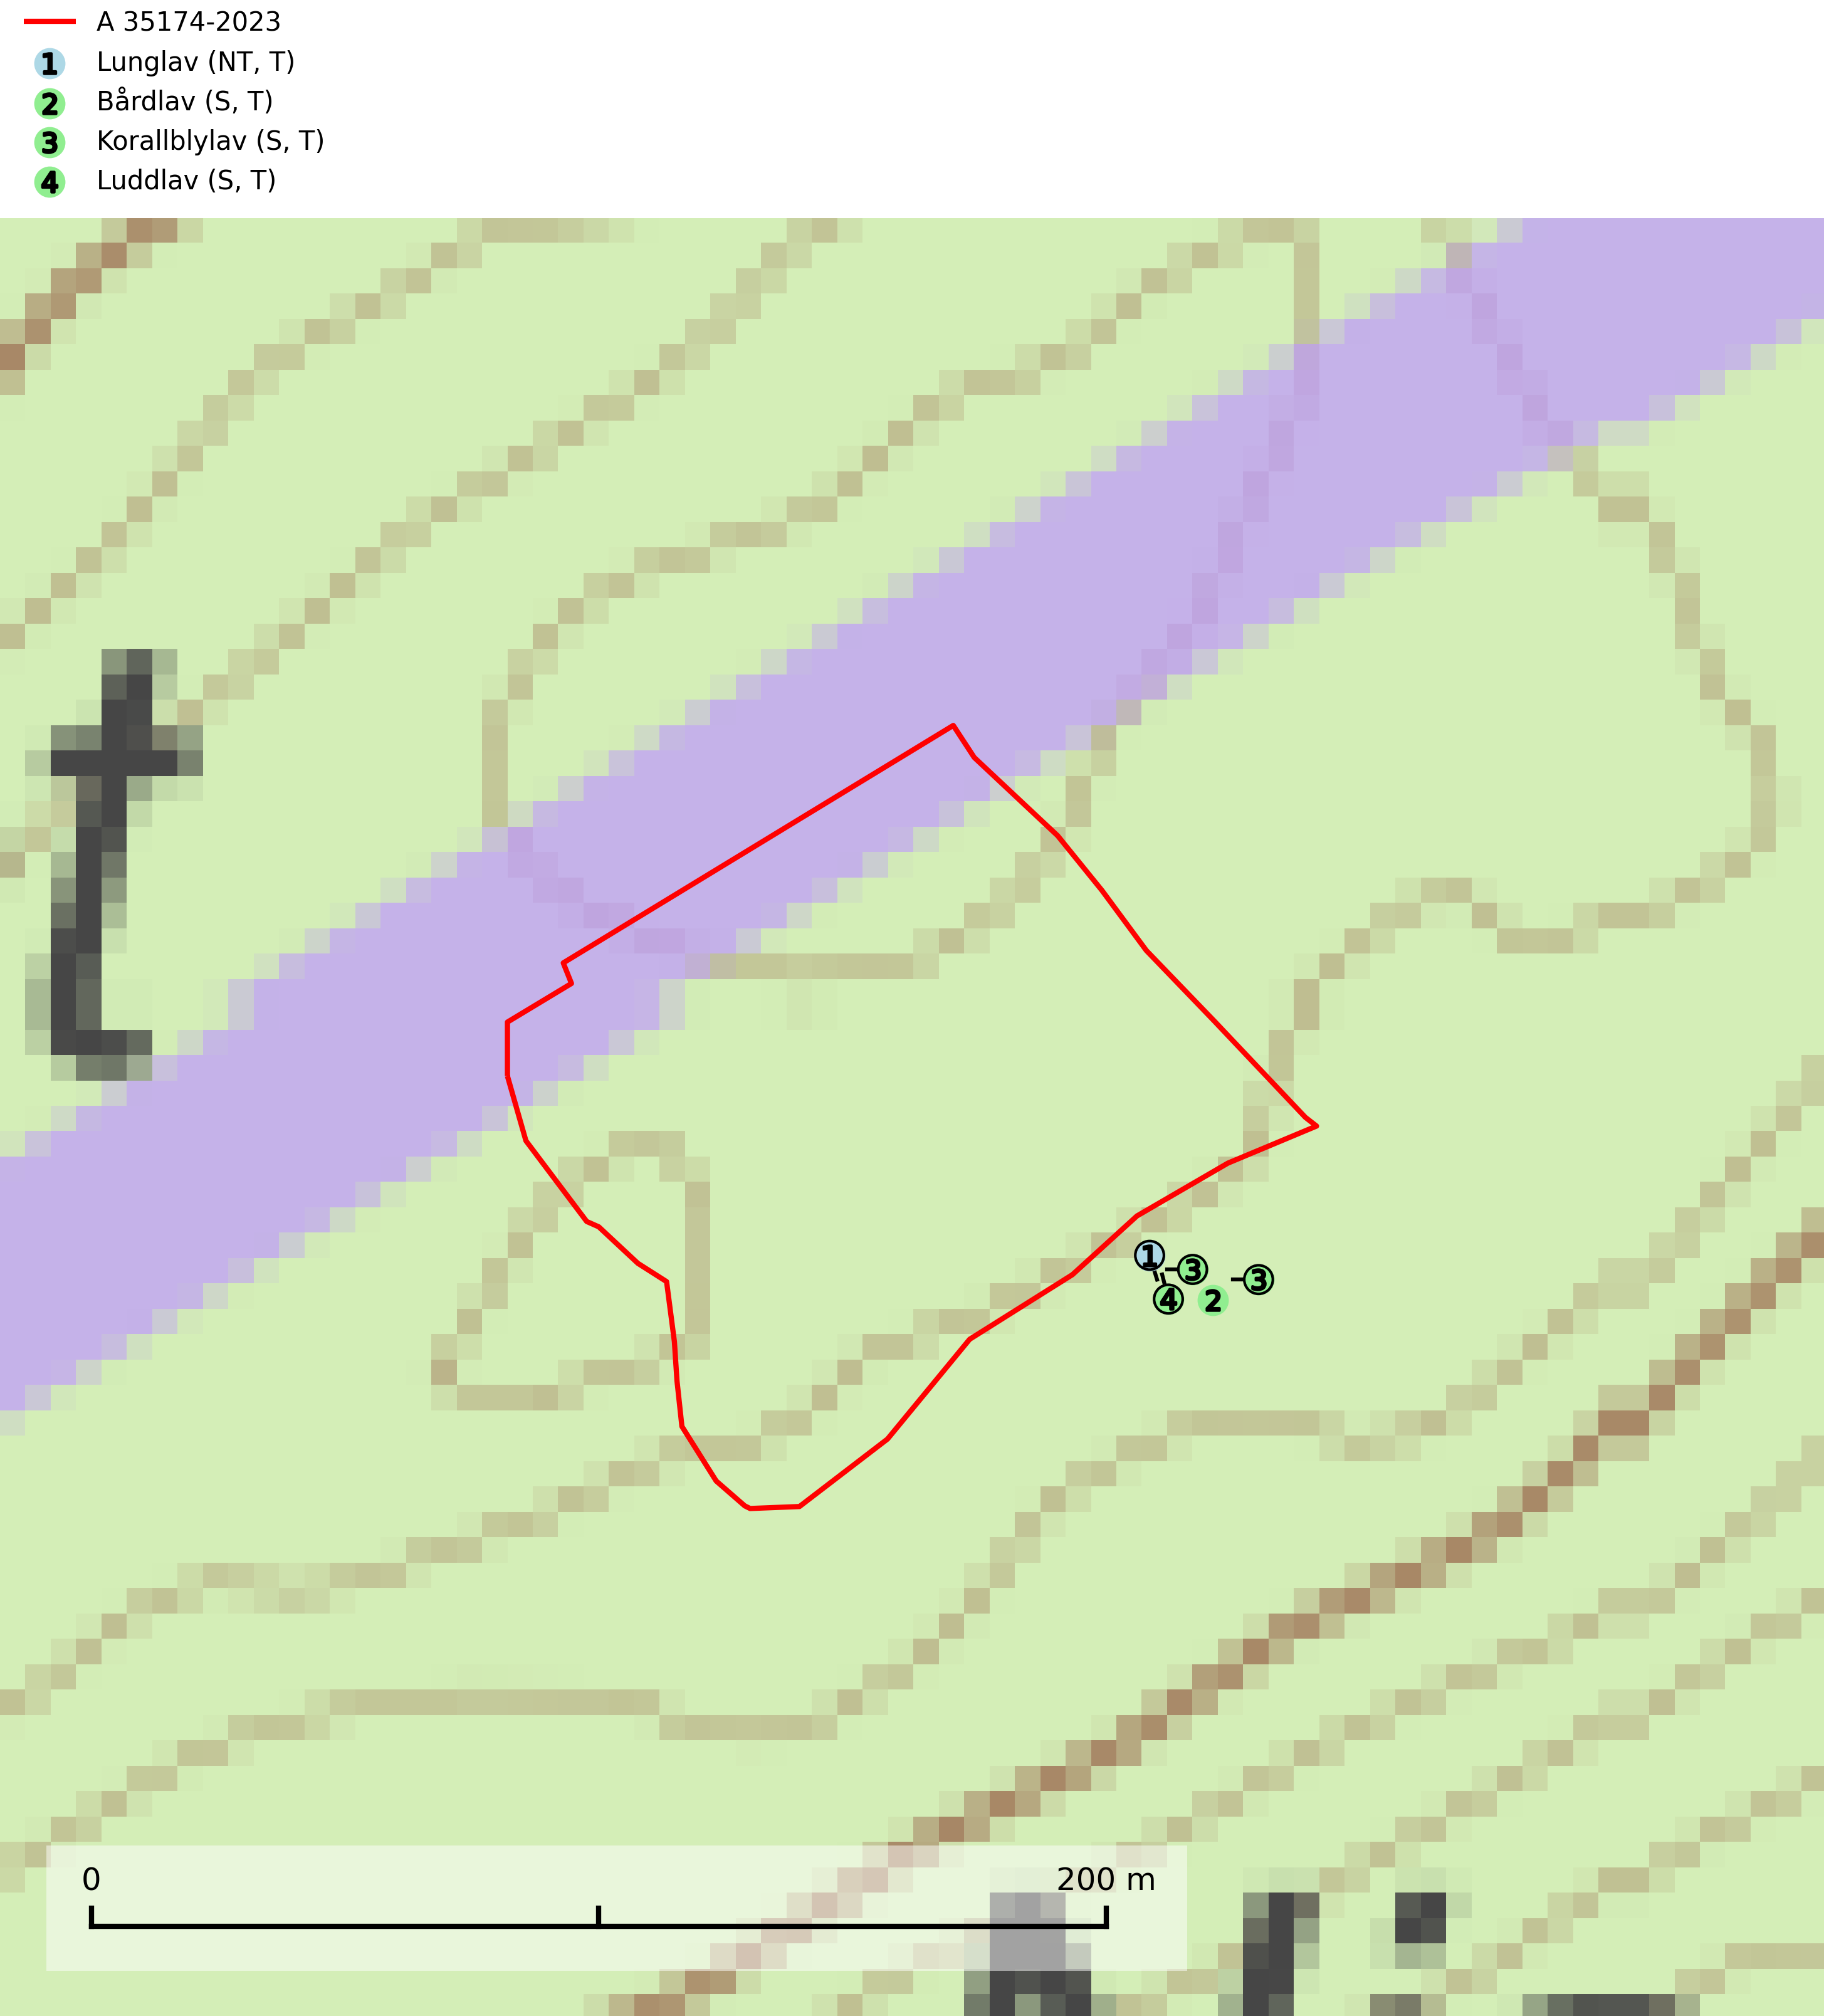 A 35174-2023
1 Lunglav (NT, T)
2 Bårdlav (S, T)
3 Korallblylav (S, T)
4 Luddlav (S, T)
1
3
3
4
2
0
200 m